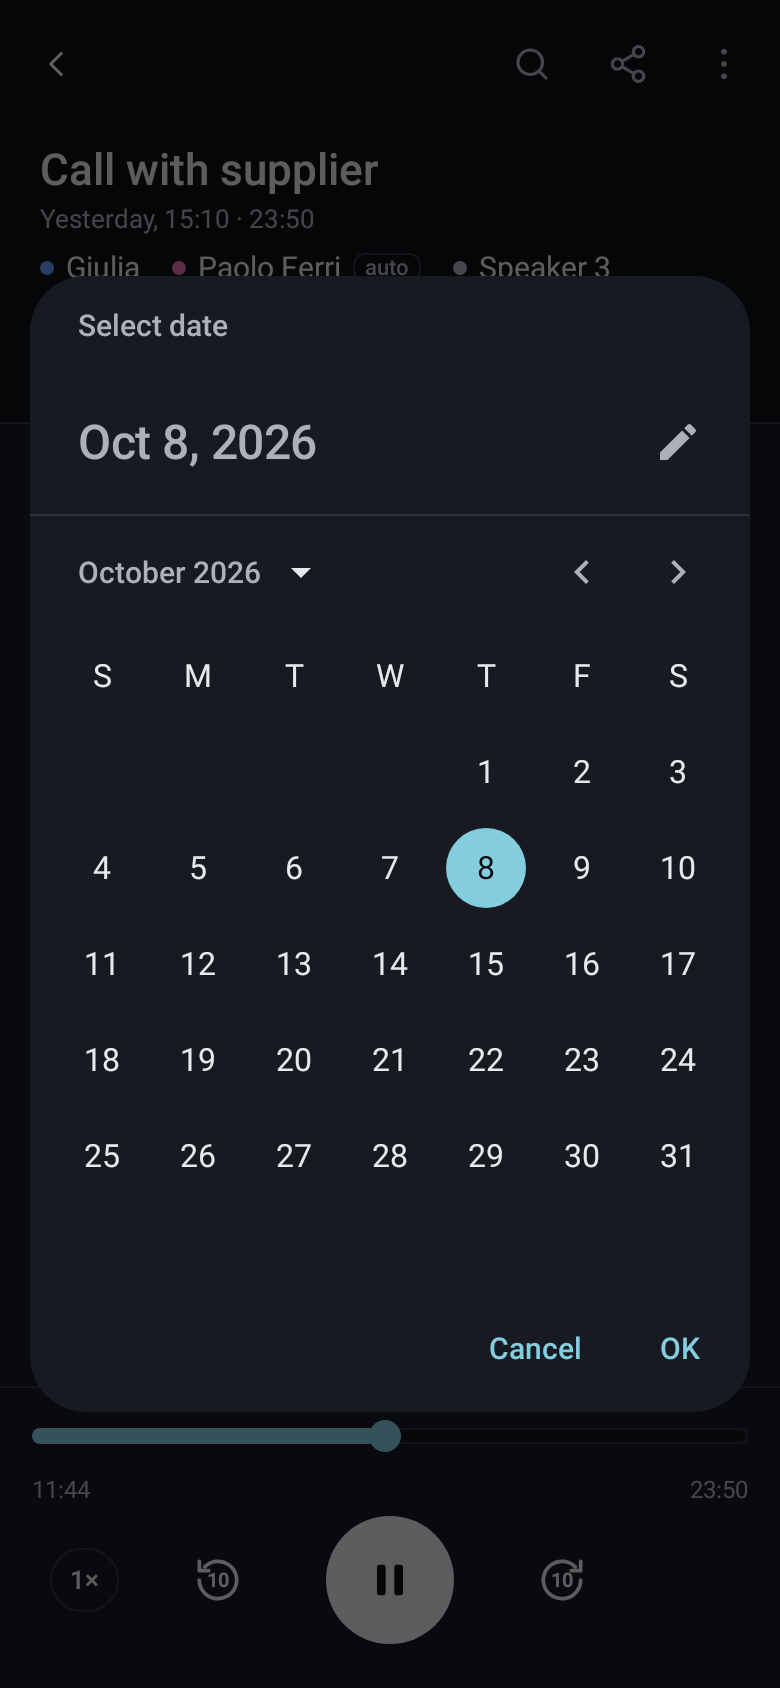 Call with supplier
Yesterday, 15:10 · 23:50
Giulia Paolo Ferri auto Speaker 3
Select date
Oct 8, 2026
October 2026
S M T W T F S
1 2 3
4 5 6 7 8 9 10
11 12 13 14 15 16 17
18 19 20 21 22 23 24
25 26 27 28 29 30 31
Cancel OK
11:44 23:50
1× 10 10